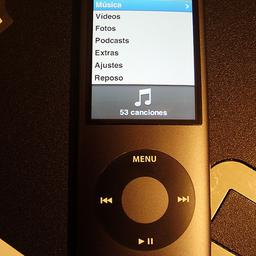 Música
Vídeos
Fotos
Podcasts
Extras
Ajustes
Reposo
53 canciones
MENU